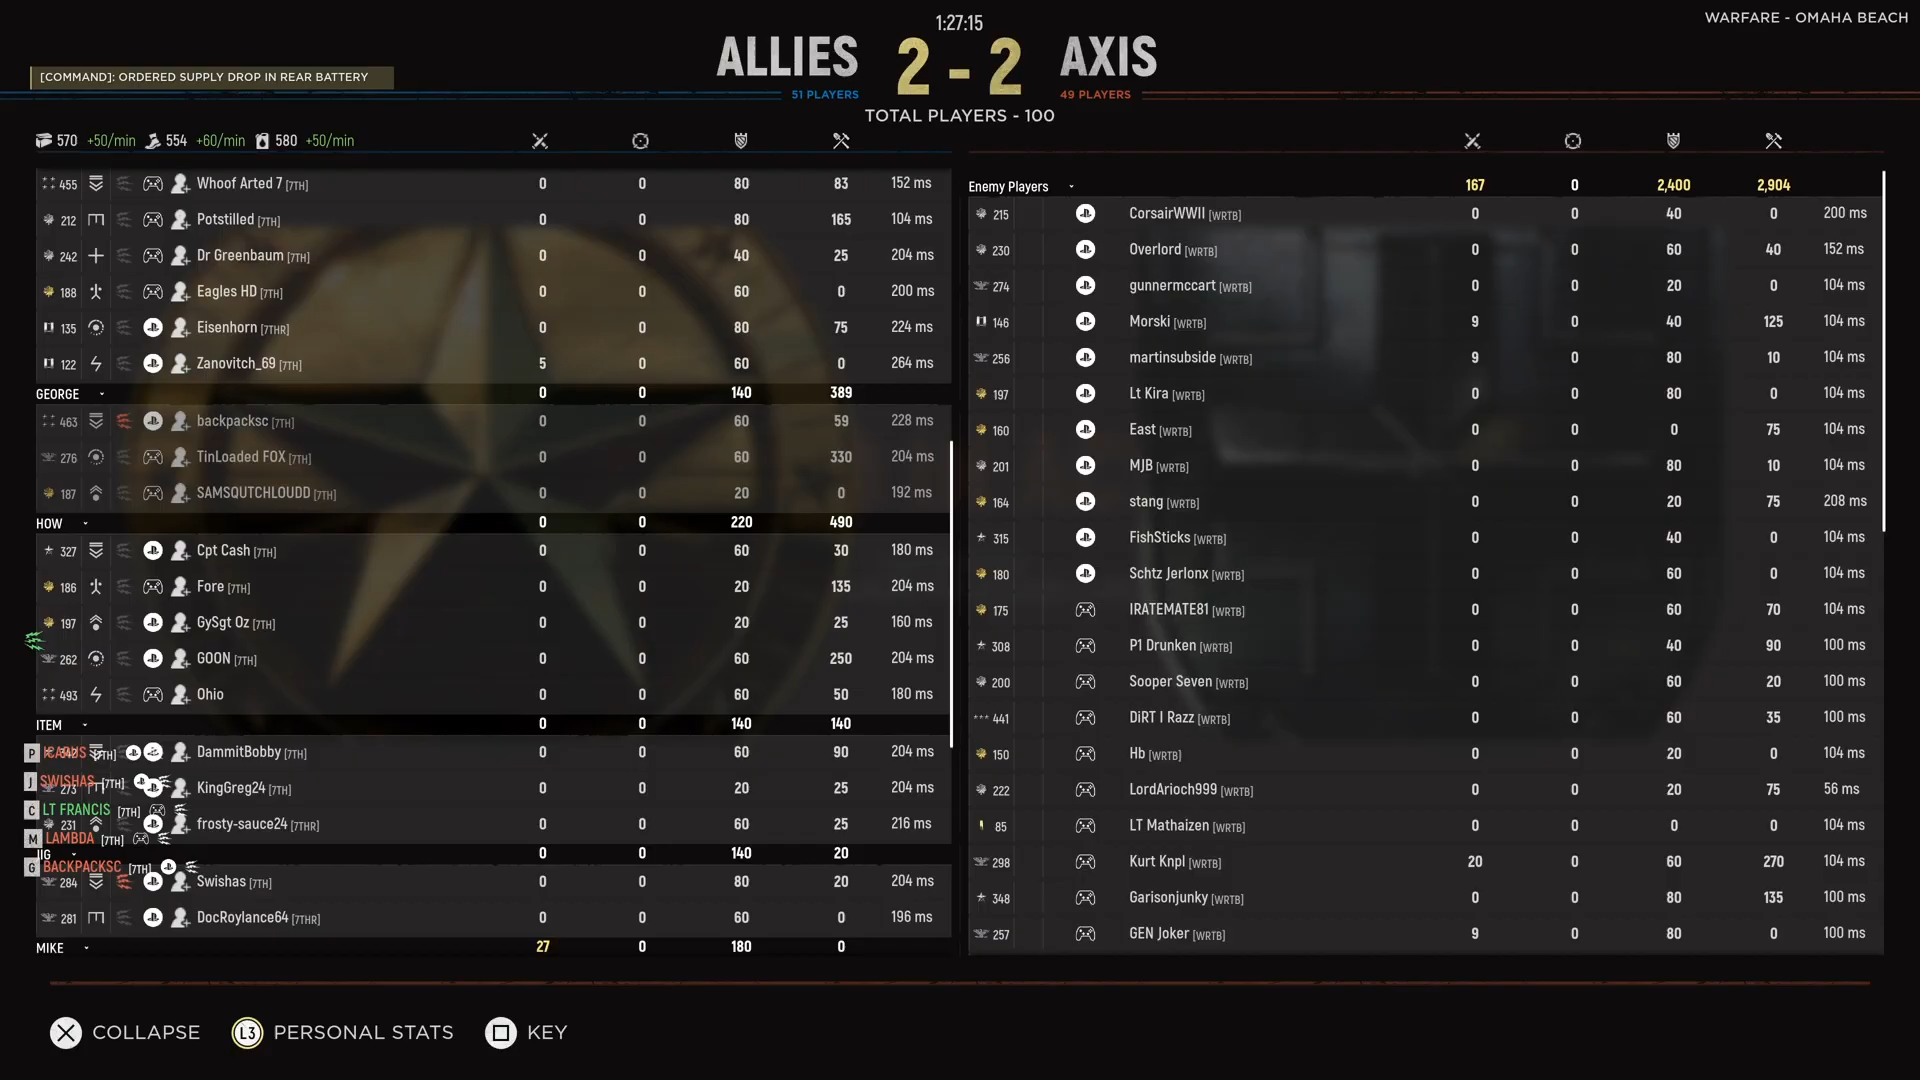 1:27:15
WARFARE - OMAHA BEACH
ALLIES 2 - 2 AXIS
[COMMAND]: ORDERED SUPPLY DROP IN REAR BATTERY
51 PLAYERS
49 PLAYERS
TOTAL PLAYERS - 100
570 +50/min 554 +60/min 580 +50/min
455 Whoof Arted 7 [7TH] 0 0 80 83 152 ms
212 Potstilled [7TH] 0 0 80 165 104 ms
242 Dr Greenbaum [7TH] 0 0 40 25 204 ms
188 Eagles HD [7TH] 0 0 60 0 200 ms
135 Eisenhorn [7THR] 0 0 80 75 224 ms
122 Zanovitch_69 [7TH] 5 0 60 0 264 ms
GEORGE 0 0 140 389
463 backpacksc [7TH] 0 0 60 59 228 ms
276 TinLoaded FOX [7TH] 0 0 60 330 204 ms
187 SAMSQUTCHLOUDD [7TH] 0 0 20 0 192 ms
HOW 0 0 220 490
327 Cpt Cash [7TH] 0 0 60 30 180 ms
186 Fore [7TH] 0 0 20 135 204 ms
197 GySgt Oz [7TH] 0 0 20 25 160 ms
262 GOON [7TH] 0 0 60 250 204 ms
493 Ohio 0 0 60 50 180 ms
ITEM 0 0 140 140
DammitBobby [7TH] 0 0 60 90 204 ms
273 KingGreg24 [7TH] 0 0 20 25 204 ms
231 frosty-sauce24 [7THR] 0 0 60 25 216 ms
JIG 0 0 140 20
284 Swishas [7TH] 0 0 80 20 204 ms
281 DocRoylance64 [7THR] 0 0 60 0 196 ms
MIKE 27 0 180 0
P ICARUS [7TH]
J SWISHAS [7TH]
C LT FRANCIS [7TH]
M LAMBDA [7TH]
G BACKPACKSC [7TH]
Enemy Players 167 0 2,400 2,904
215 CorsairWWII [WRTB] 0 0 40 0 200 ms
230 Overlord [WRTB] 0 0 60 40 152 ms
274 gunnermccart [WRTB] 0 0 20 0 104 ms
146 Morski [WRTB] 9 0 40 125 104 ms
256 martinsubside [WRTB] 9 0 80 10 104 ms
197 Lt Kira [WRTB] 0 0 80 0 104 ms
160 East [WRTB] 0 0 0 75 104 ms
201 MJB [WRTB] 0 0 80 10 104 ms
164 stang [WRTB] 0 0 20 75 208 ms
315 FishSticks [WRTB] 0 0 40 0 104 ms
180 Schtz Jerlonx [WRTB] 0 0 60 0 104 ms
175 IRATEMATE81 [WRTB] 0 0 60 70 104 ms
308 P1 Drunken [WRTB] 0 0 40 90 100 ms
200 Sooper Seven [WRTB] 0 0 60 20 100 ms
441 DiRT I Razz [WRTB] 0 0 60 35 100 ms
150 Hb [WRTB] 0 0 20 0 104 ms
222 LordArioch999 [WRTB] 0 0 20 75 56 ms
85 LT Mathaizen [WRTB] 0 0 0 0 104 ms
298 Kurt Knpl [WRTB] 20 0 60 270 104 ms
348 Garisonjunky [WRTB] 0 0 80 135 100 ms
257 GEN Joker [WRTB] 9 0 80 0 100 ms
COLLAPSE L3 PERSONAL STATS KEY